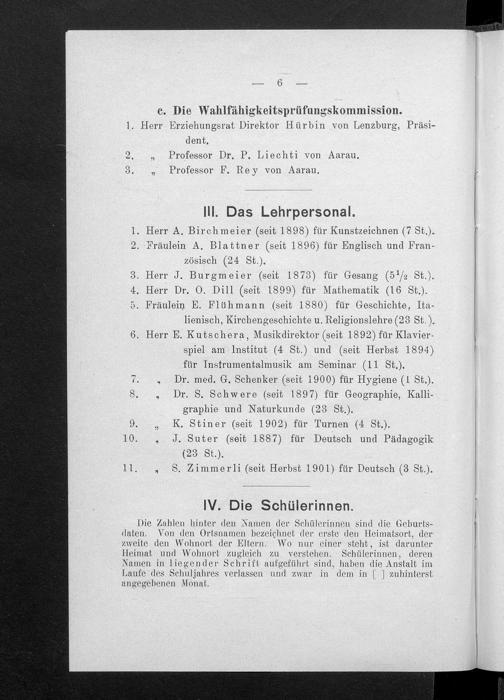 — 6 —
c. Die Wahlfähigkeitsprüfungskommission.
1. Herr Erziehungsrat Direktor Hürbin von Lenzburg, Präsi-
dent.
2. „ Professor Dr. P. Liechti von Aarau.
3. „ Professor F. Rey von Aarau.
III. Das Lehrpersonal.
1. Herr A. Birchmeier (seit 1898) für Kunstzeichnen (7 St.).
2. Fräulein A. Blattner (seit 1896) für Englisch und Fran-
zösisch (24 St.).
3. Herr J. Burgmeier (seit 1873) für Gesang (5½ St.).
4. Herr Dr. O. Dill (seit 1899) für Mathematik (16 St.).
5. Fräulein E. Flühmann (seit 1880) für Geschichte, Ita-
lienisch, Kirchengeschichte u. Religionslehre (23 St.).
6. Herr E. Kutschera, Musikdirektor (seit 1892) für Klavier-
spiel am Institut (4 St.) und (seit Herbst 1894)
für Instrumentalmusik am Seminar (11 St.).
7. „ Dr. med. G. Schenker (seit 1900) für Hygiene (1 St.).
8. „ Dr. S. Schwere (seit 1897) für Geographie, Kalli-
graphie und Naturkunde (23 St.).
9. „ K. Stiner (seit 1902) für Turnen (4 St.).
10. „ J. Suter (seit 1887) für Deutsch und Pädagogik
(23 St.).
11. „ S. Zimmerli (seit Herbst 1901) für Deutsch (3 St.).
IV. Die Schülerinnen.
Die Zahlen hinter den Namen der Schülerinnen sind die Geburts-
daten. Von den Ortsnamen bezeichnet der erste den Heimatsort, der
zweite den Wohnort der Eltern. Wo nur einer steht, ist darunter
Heimat und Wohnort zugleich zu verstehen. Schülerinnen, deren
Namen in liegender Schrift aufgeführt sind, haben die Anstalt im
Laufe des Schuljahres verlassen und zwar in dem in [ ] zuhinterst
angegebenen Monat.